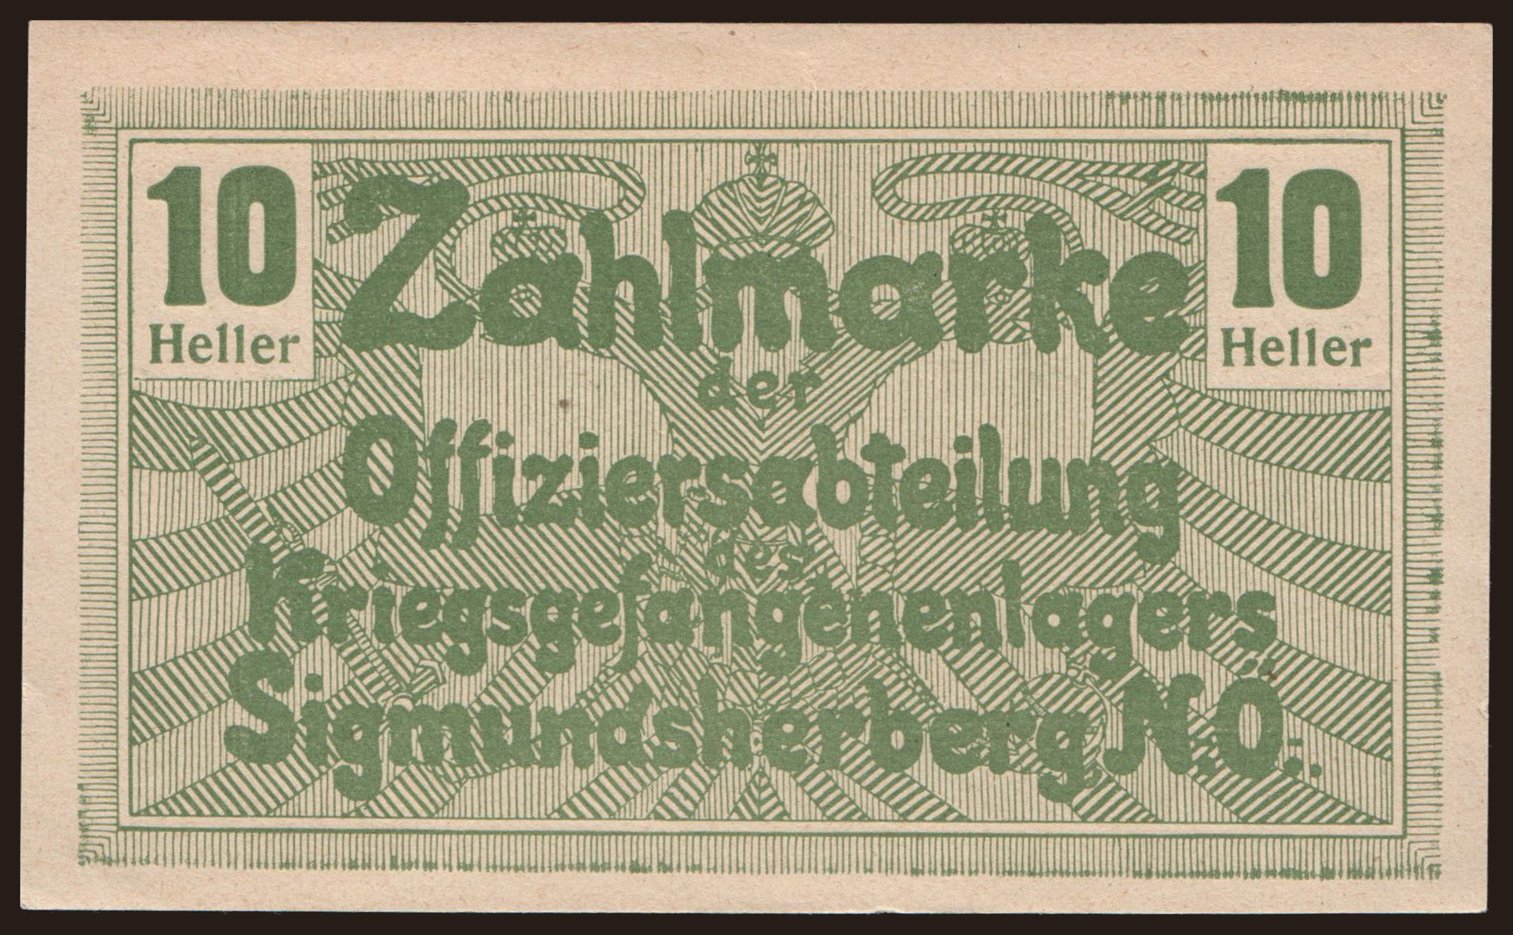 10
Heller
10
Heller
Zahlmarke
der
Offiziersabteilung
des
Kriegsgefangenenlagers
Sigmundsherberg N.Ö.:.